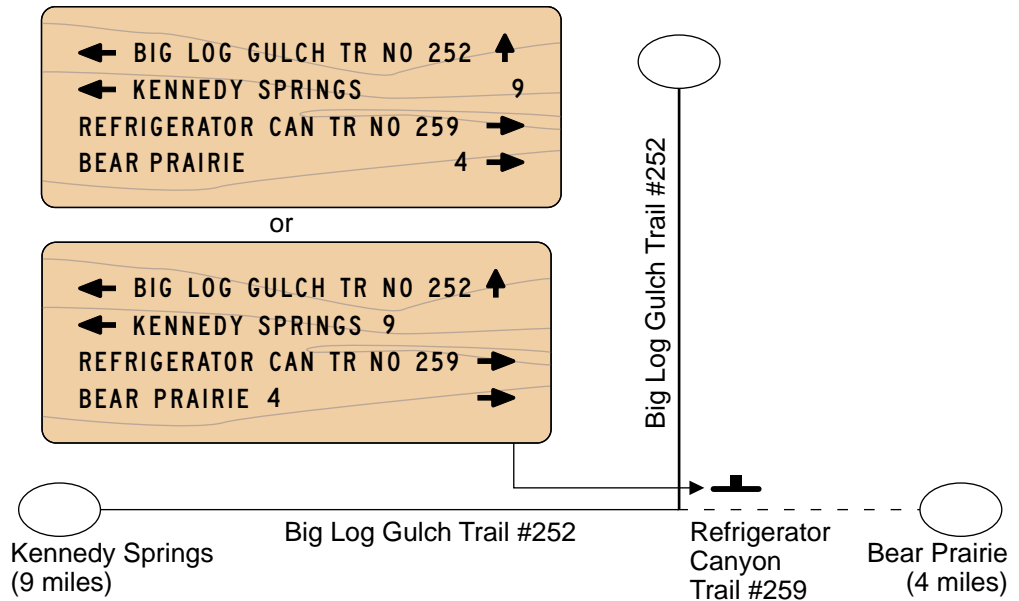 BIG LOG GULCH TR NO 252
KENNEDY SPRINGS 9
REFRIGERATOR CAN TR NO 259
BEAR PRAIRIE 4
or
BIG LOG GULCH TR NO 252
KENNEDY SPRINGS 9
REFRIGERATOR CAN TR NO 259
BEAR PRAIRIE 4
Big Log Gulch Trail #252
Big Log Gulch Trail #252
Kennedy Springs
(9 miles)
Refrigerator
Canyon
Trail #259
Bear Prairie
(4 miles)